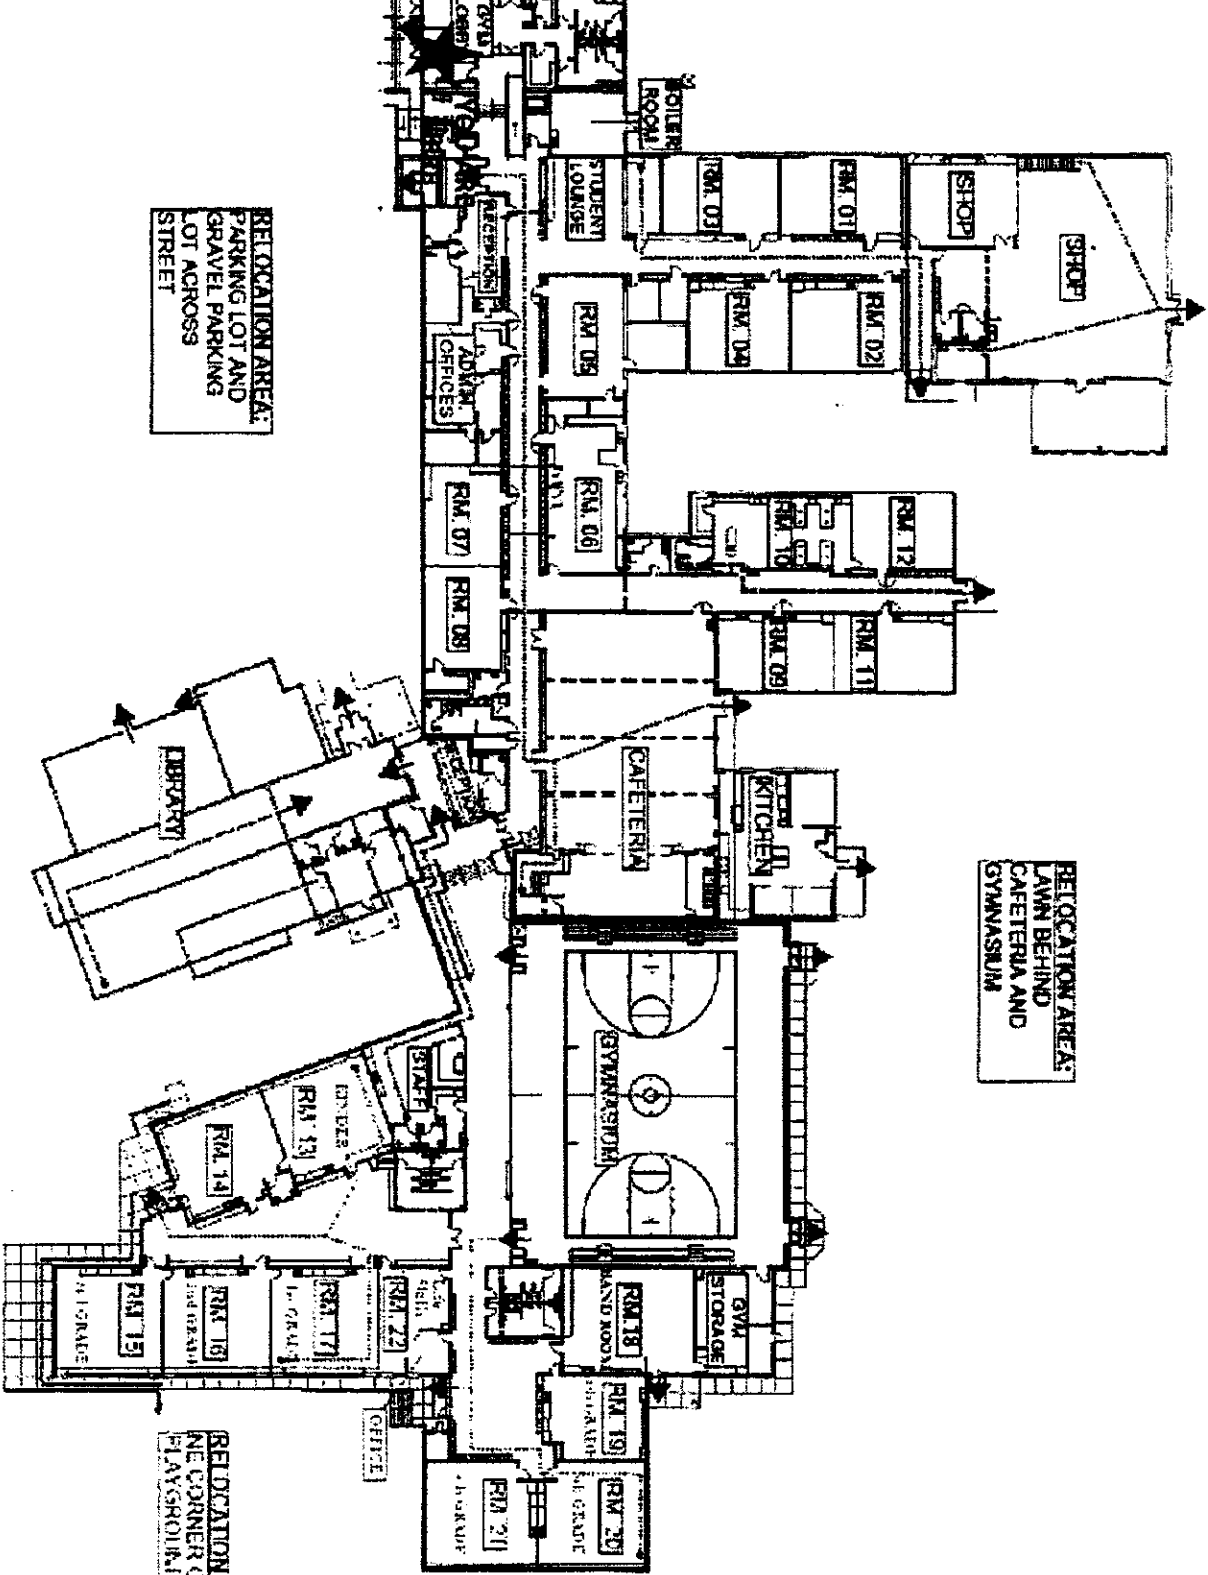 BOILER
ROOM
STUDENT
LOUNGE
RM. 03
RM. 01
SHOP
SHOP
RECEPTION
RM. 05
RM. 04
RM. 02
ADMIN.
OFFICES
RELOCATION AREA:
PARKING LOT AND
GRAVEL PARKING
LOT ACROSS
STREET
RM. 07
RM. 06
RM. 10
RM. 12
RM. 08
RM. 09
RM. 11
CAFETERIA
KITCHEN
LIBRARY
RELOCATION AREA:
LAWN BEHIND
CAFETERIA AND
GYMNASIUM
GYMNASIUM
STAFF
RM. 13
RM. 14
RM. 15
RM. 16
RM. 17
RM. 22
RM. 18
BAND ROOM
GYM
STORAGE
RM. 19
RM. 20
GRADE
RM. 21
GRADE
OFFICE
RELOCATION
NE CORNER